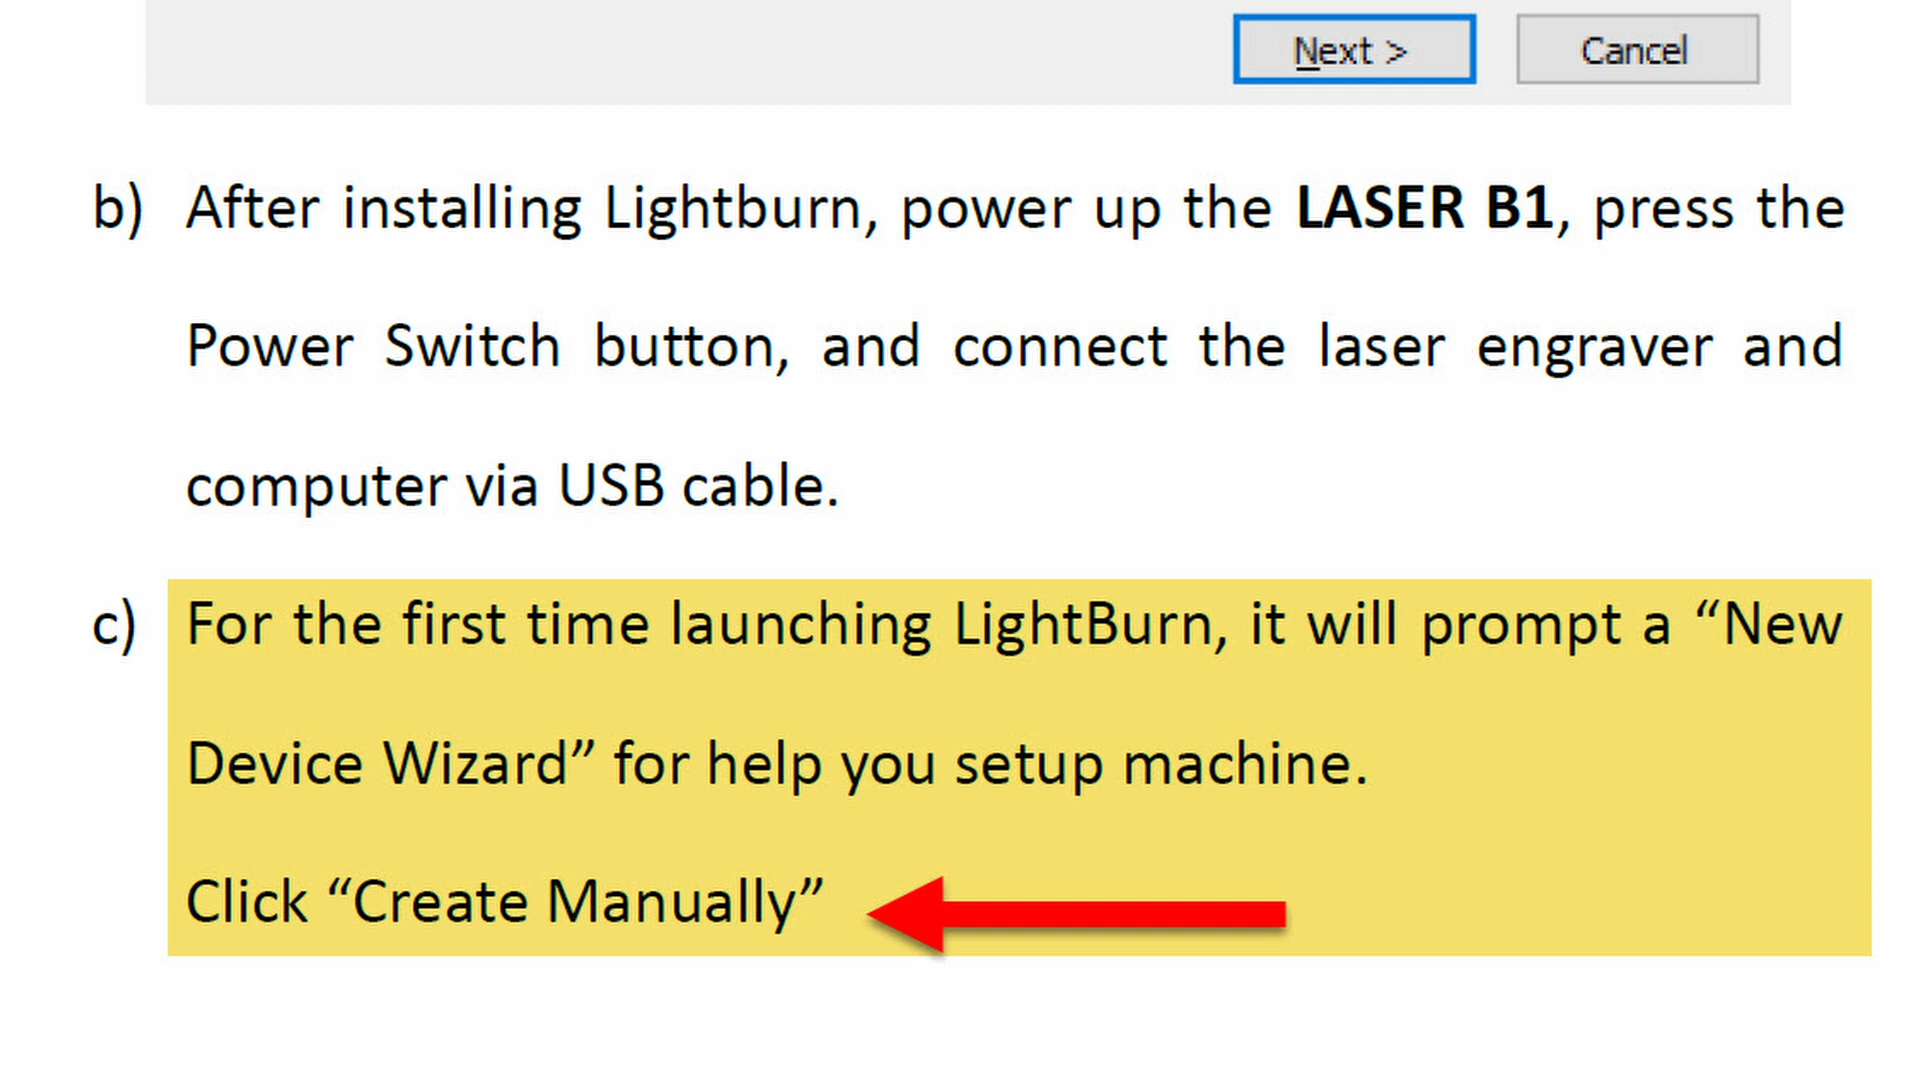 Next > Cancel
b) After installing Lightburn, power up the LASER B1, press the
Power Switch button, and connect the laser engraver and
computer via USB cable.
c) For the first time launching LightBurn, it will prompt a “New
Device Wizard” for help you setup machine.
Click “Create Manually”